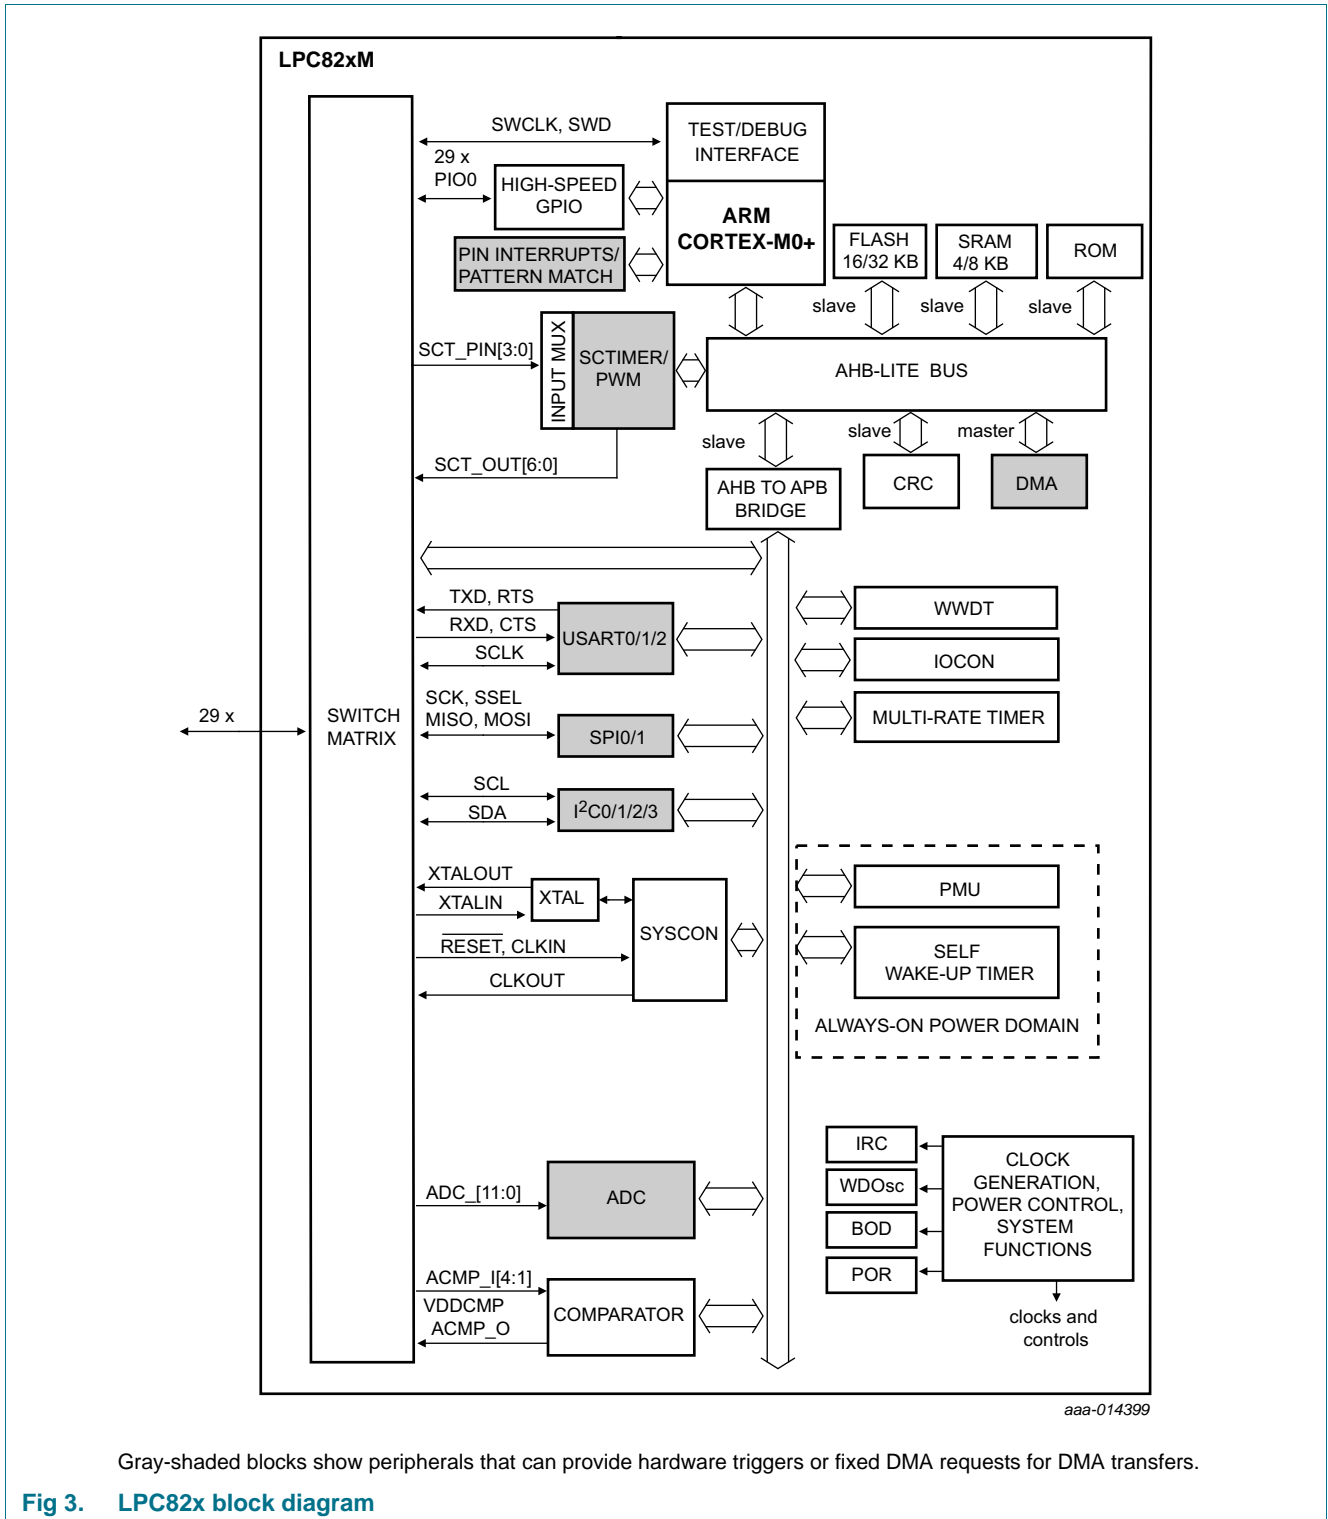 LPC82xM
SWCLK, SWD
TEST/DEBUG
INTERFACE
29 x
PIO0
HIGH-SPEED
GPIO
ARM
CORTEX-M0+
PIN INTERRUPTS/
PATTERN MATCH
FLASH
16/32 KB
SRAM
4/8 KB
ROM
slave
slave
slave
SCT_PIN[3:0]
INPUT MUX
SCTIMER/
PWM
AHB-LITE BUS
SCT_OUT[6:0]
slave
slave
master
AHB TO APB
BRIDGE
CRC
DMA
TXD, RTS
RXD, CTS
SCLK
USART0/1/2
WWDT
IOCON
SCK, SSEL
MISO, MOSI
SPI0/1
MULTI-RATE TIMER
29 x
SWITCH
MATRIX
SCL
SDA
I2C0/1/2/3
XTALOUT
XTALIN
XTAL
RESET, CLKIN
CLKOUT
SYSCON
PMU
SELF
WAKE-UP TIMER
ALWAYS-ON POWER DOMAIN
IRC
WDOsc
BOD
POR
CLOCK
GENERATION,
POWER CONTROL,
SYSTEM
FUNCTIONS
clocks and
controls
ADC_[11:0]
ADC
ACMP_I[4:1]
VDDCMP
ACMP_O
COMPARATOR
aaa-014399
Gray-shaded blocks show peripherals that can provide hardware triggers or fixed DMA requests for DMA transfers.
Fig 3. LPC82x block diagram